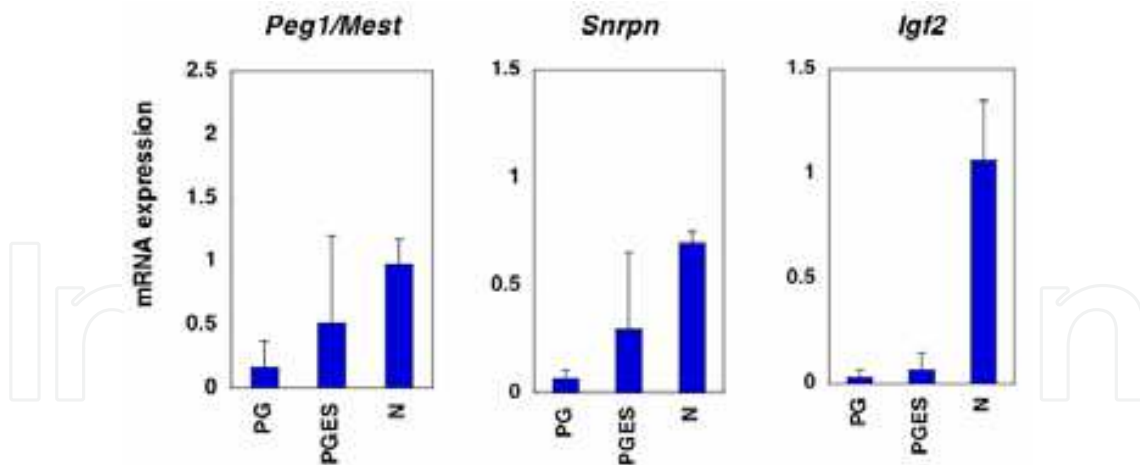 Peg1/Mest
Snrpn
Igf2
mRNA expression
2.5
2
1.5
1
0.5
0
PG
PGES
N
1.5
1
0.5
0
PG
PGES
N
1.5
1
0.5
0
PG
PGES
N